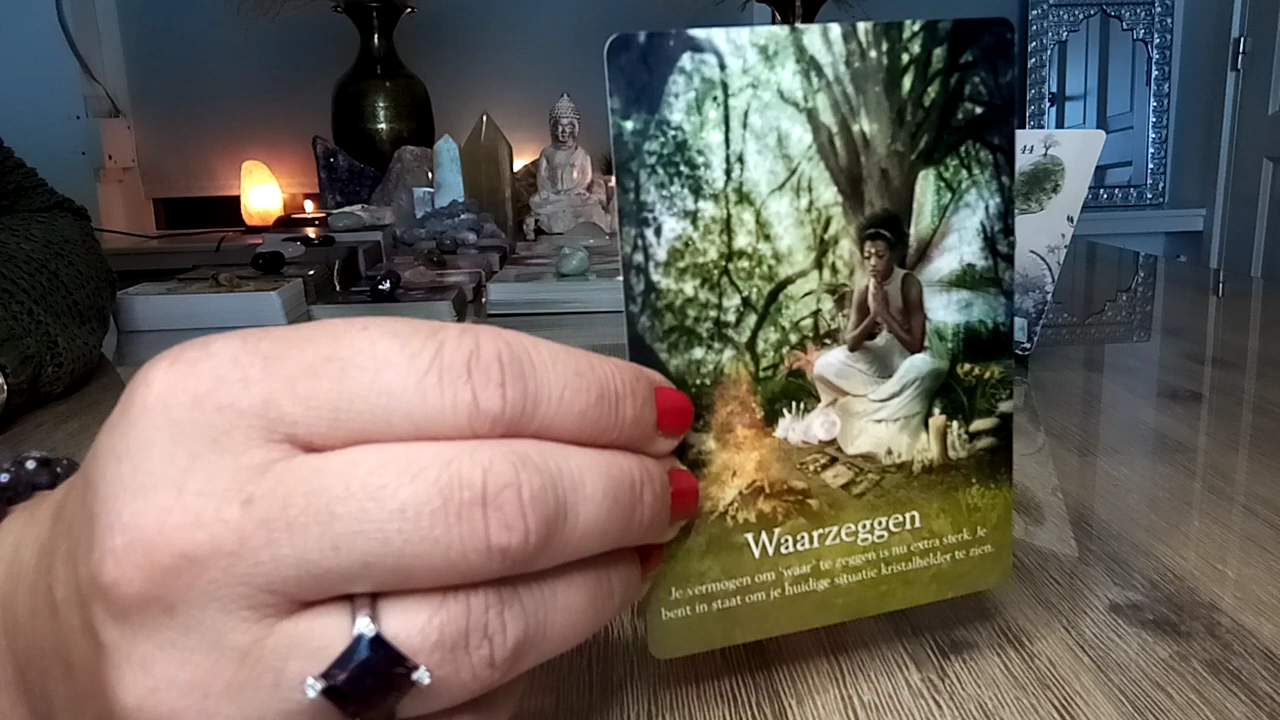 44
Waarzeggen
Je vermogen om 'waar' te zeggen is nu extra sterk. Je
bent in staat om je huidige situatie kristalhelder te zien.